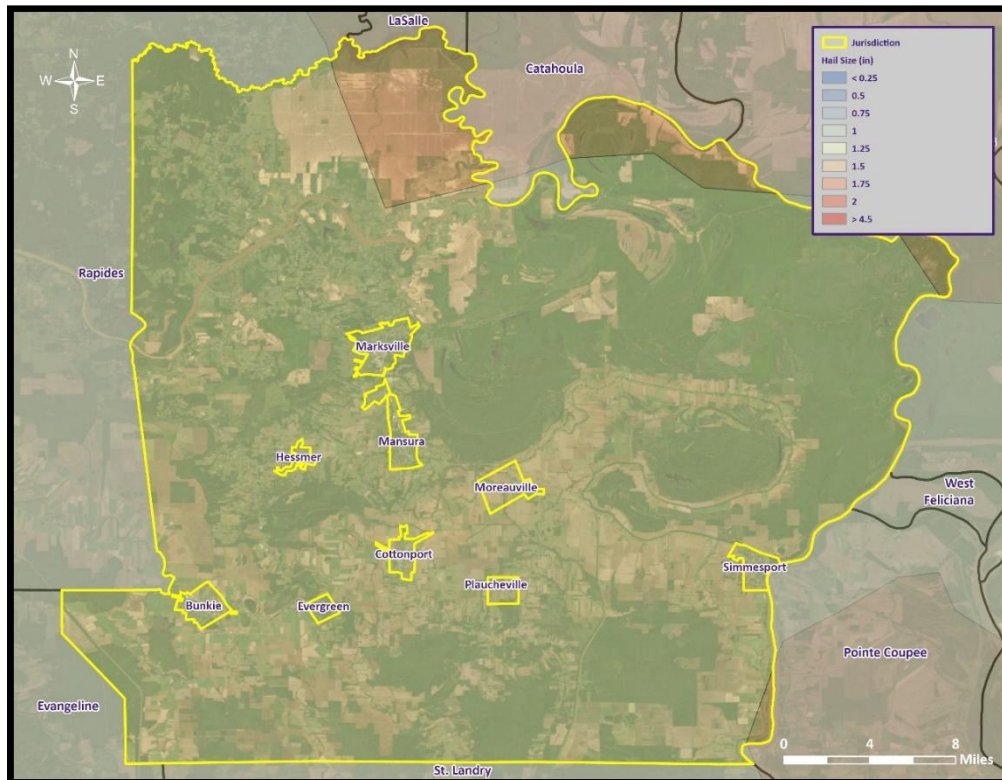 LaSalle
N
W E
S
Catahoula
Jurisdiction
Hail Size (in)
< 0.25
0.5
0.75
1
1.25
1.5
1.75
2
> 4.5
Rapides
Marksville
Mansura
Hessmer
Moreauville
West
Feliciana
Cottonport
Simmesport
Plaucheville
Bunkie
Evergreen
Pointe Coupee
Evangeline
0 4 8
Miles
St. Landry